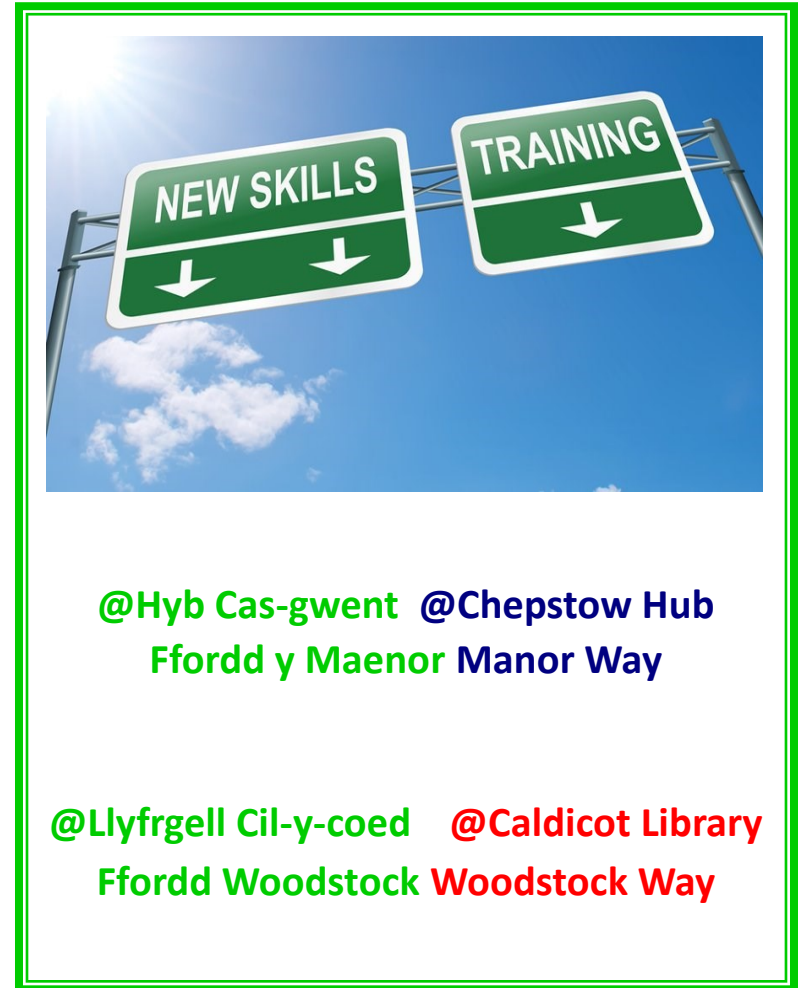 NEW SKILLS
TRAINING
@Hyb Cas-gwent @Chepstow Hub
Ffordd y Maenor Manor Way
@Llyfrgell Cil-y-coed @Caldicot Library
Ffordd Woodstock Woodstock Way